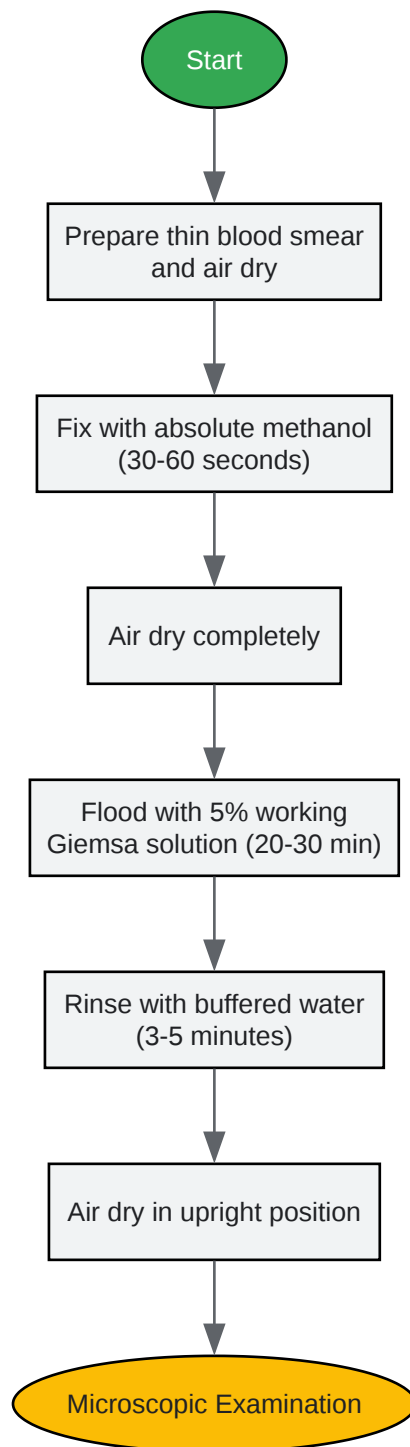 Start
Prepare thin blood smear
and air dry
Fix with absolute methanol
(30-60 seconds)
Air dry completely
Flood with 5% working
Giemsa solution (20-30 min)
Rinse with buffered water
(3-5 minutes)
Air dry in upright position
Microscopic Examination